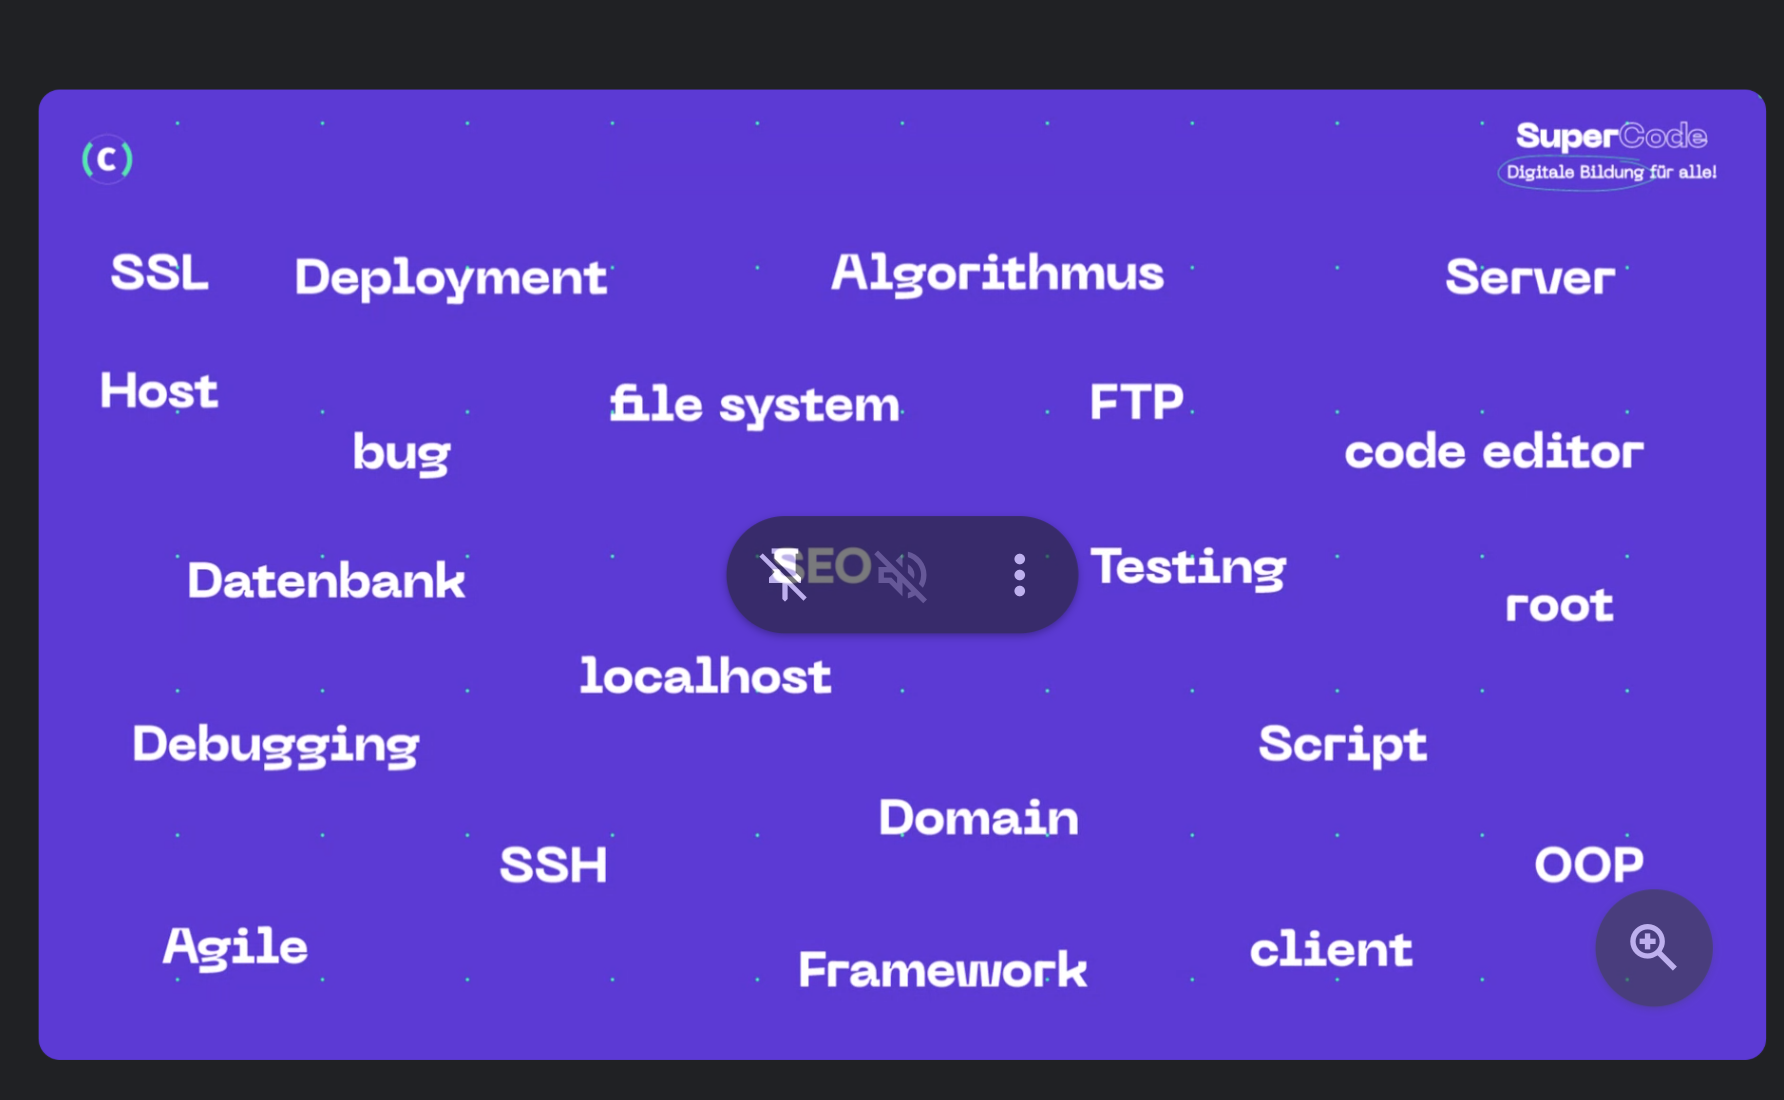 C
SuperCode
Digitale Bildung für alle!
SSL Deployment Algorithmus Server
Host file system FTP
bug code editor
Datenbank SEO Testing
root
localhost
Debugging Script
Domain
SSH OOP
Agile Framework client